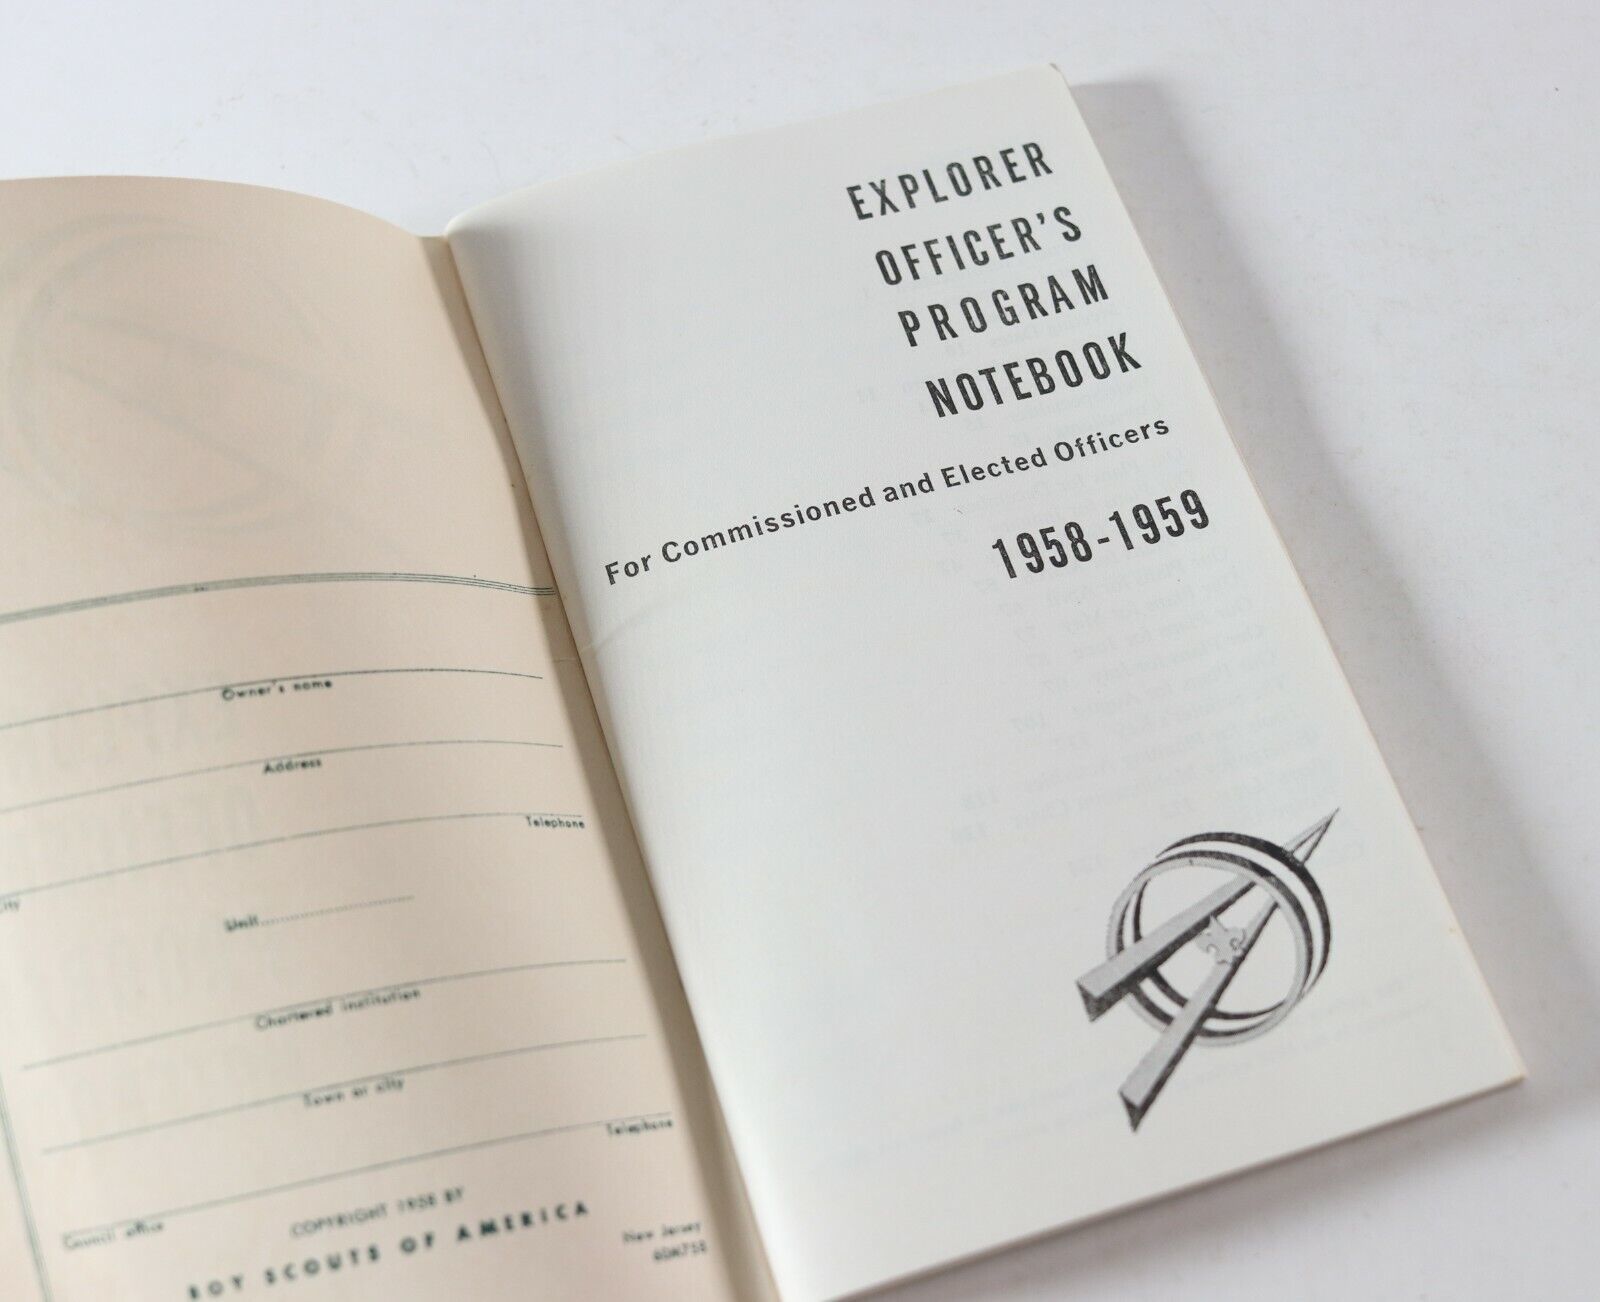 Owner's name
Address
Telephone
City
Unit
Chartered institution
Town or city
Telephone
Council office
COPYRIGHT 1958 BY
BOY SCOUTS OF AMERICA
New Jersey
EXPLORER
OFFICER'S
PROGRAM
NOTEBOOK
For Commissioned and Elected Officers
1958-1959